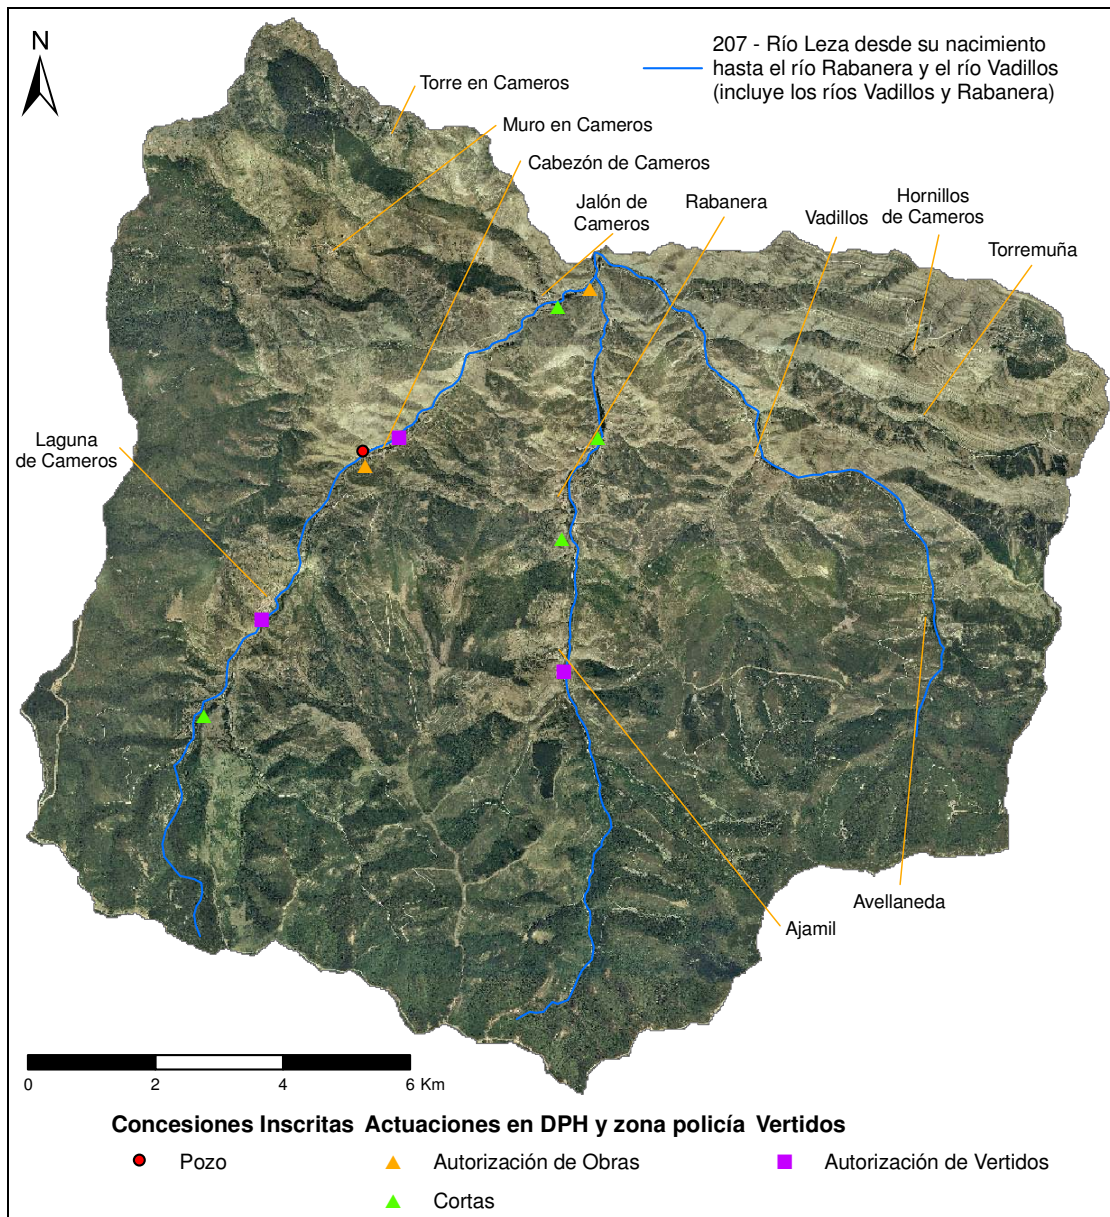 N
207 - Río Leza desde su nacimiento
hasta el río Rabanera y el río Vadillos
(incluye los ríos Vadillos y Rabanera)
Torre en Cameros
Muro en Cameros
Cabezón de Cameros
Jalón de
Cameros
Rabanera
Vadillos
Hornillos
de Cameros
Torremuña
Laguna
de Cameros
Avellaneda
Ajamil
0 2 4 6 Km
Concesiones Inscritas Actuaciones en DPH y zona policía Vertidos
Pozo Autorización de Obras Autorización de Vertidos
Cortas